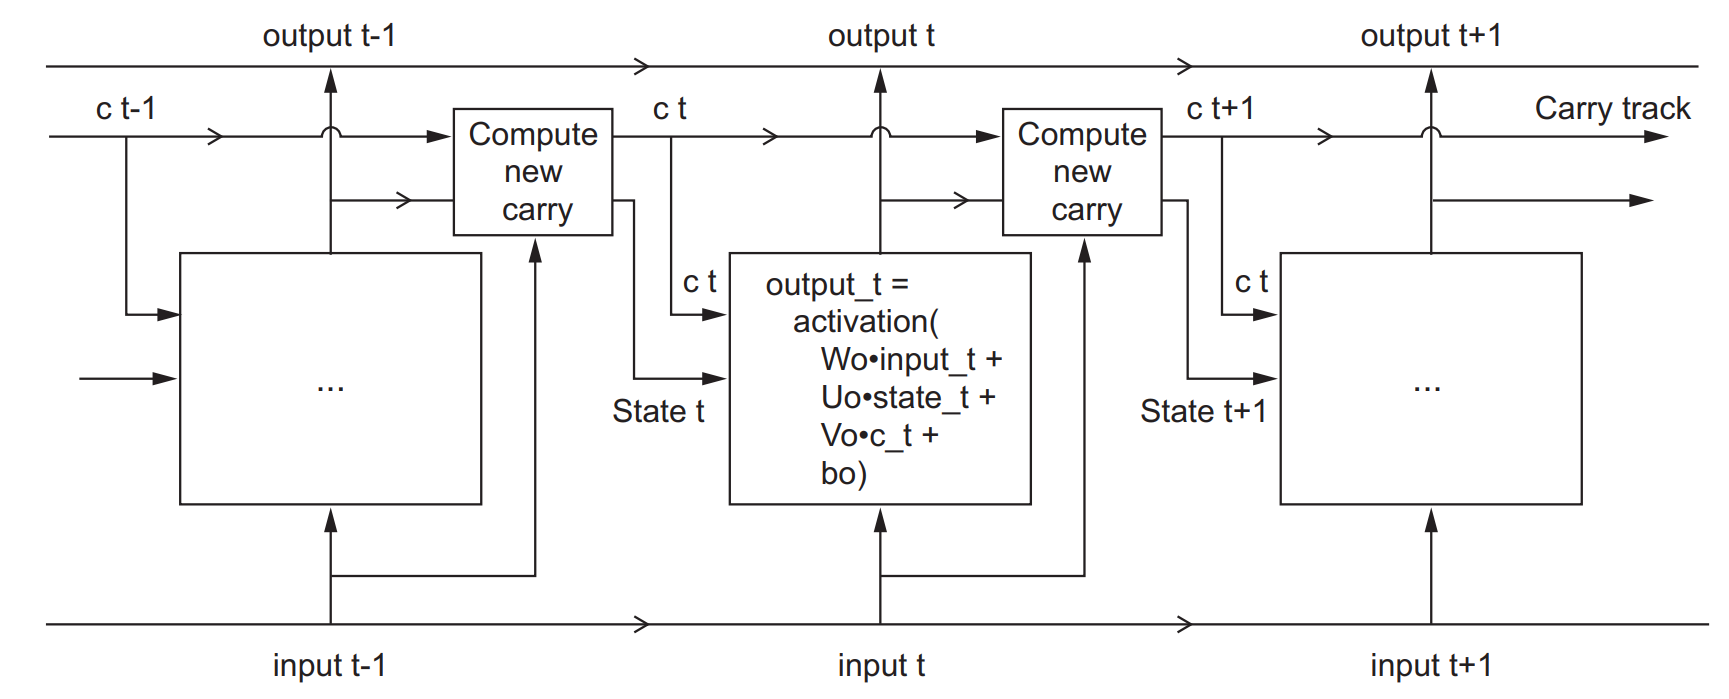 output t-1
output t
output t+1
c t-1
c t
c t+1
Carry track
Compute
new
carry
Compute
new
carry
c t
output_t =
activation(
Wo•input_t +
Uo•state_t +
Vo•c_t +
bo)
c t
...
...
State t
State t+1
input t-1
input t
input t+1